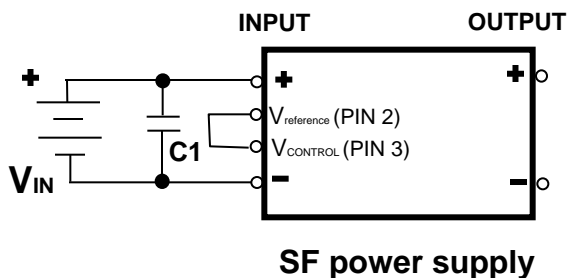 INPUT OUTPUT
+ + +
Vreference (PIN 2)
VCONTROL (PIN 3)
C1
VIN - -
SF power supply